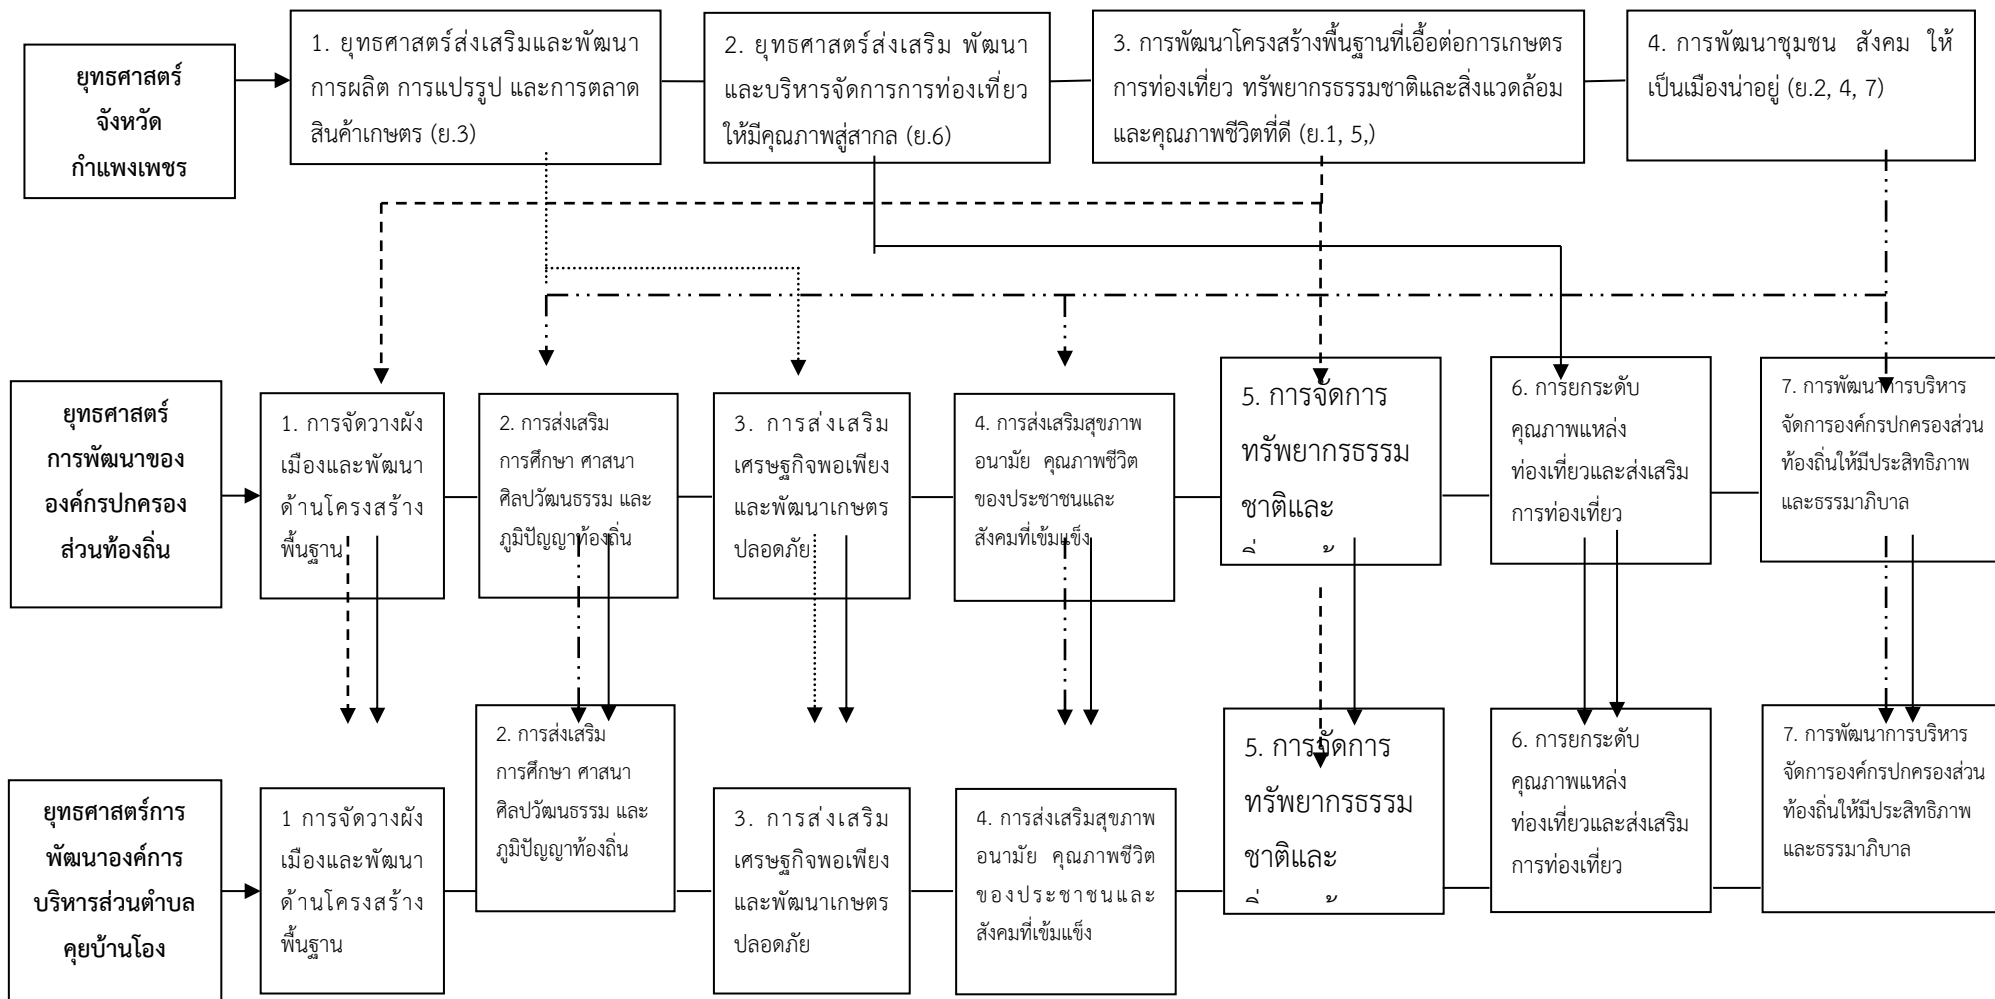 ยุทธศาสตร์
จังหวัด
กำแพงเพชร
1. ยุทธศาสตร์ส่งเสริมและพัฒนา
การผลิต การแปรรูป และการตลาด
สินค้าเกษตร (ย.3)
2. ยุทธศาสตร์ส่งเสริม พัฒนา
และบริหารจัดการการท่องเที่ยว
ให้มีคุณภาพสู่สากล (ย.6)
3. การพัฒนาโครงสร้างพื้นฐานที่เอื้อต่อการเกษตร
การท่องเที่ยว ทรัพยากรธรรมชาติและสิ่งแวดล้อม
และคุณภาพชีวิตที่ดี (ย.1, 5,)
4. การพัฒนาชุมชน สังคม ให้
เป็นเมืองน่าอยู่ (ย.2, 4, 7)
ยุทธศาสตร์
การพัฒนาของ
องค์กรปกครอง
ส่วนท้องถิ่น
1. การจัดวางผัง
เมืองและพัฒนา
ด้านโครงสร้าง
พื้นฐาน
2. การส่งเสริม
การศึกษา ศาสนา
ศิลปวัฒนธรรม และ
ภูมิปัญญาท้องถิ่น
3. การส่งเสริม
เศรษฐกิจพอเพียง
และพัฒนาเกษตร
ปลอดภัย
4. การส่งเสริมสุขภาพ
อนามัย คุณภาพชีวิต
ของประชาชนและ
สังคมที่เข้มแข็ง
5. การจัดการ
ทรัพยากรธรรม
ชาติและ
6. การยกระดับ
คุณภาพแหล่ง
ท่องเที่ยวและส่งเสริม
การท่องเที่ยว
7. การพัฒนาการบริหาร
จัดการองค์กรปกครองส่วน
ท้องถิ่นให้มีประสิทธิภาพ
และธรรมาภิบาล
ยุทธศาสตร์การ
พัฒนาองค์การ
บริหารส่วนตำบล
คุยบ้านโอง
1 การจัดวางผัง
เมืองและพัฒนา
ด้านโครงสร้าง
พื้นฐาน
2. การส่งเสริม
การศึกษา ศาสนา
ศิลปวัฒนธรรม และ
ภูมิปัญญาท้องถิ่น
3. การส่งเสริม
เศรษฐกิจพอเพียง
และพัฒนาเกษตร
ปลอดภัย
4. การส่งเสริมสุขภาพ
อนามัย คุณภาพชีวิต
ของประชาชนและ
สังคมที่เข้มแข็ง
5. การจัดการ
ทรัพยากรธรรม
ชาติและ
6. การยกระดับ
คุณภาพแหล่ง
ท่องเที่ยวและส่งเสริม
การท่องเที่ยว
7. การพัฒนาการบริหาร
จัดการองค์กรปกครองส่วน
ท้องถิ่นให้มีประสิทธิภาพ
และธรรมาภิบาล